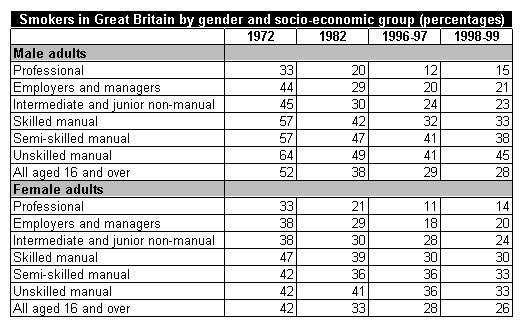 Smokers in Great Britain by gender and socio-economic group (percentages)
1972 1982 1996-97 1998-99
Male adults
Professional 33 20 12 15
Employers and managers 44 29 20 21
Intermediate and junior non-manual 45 30 24 23
Skilled manual 57 42 32 33
Semi-skilled manual 57 47 41 38
Unskilled manual 64 49 41 45
All aged 16 and over 52 38 29 28
Female adults
Professional 33 21 11 14
Employers and managers 38 29 18 20
Intermediate and junior non-manual 38 30 28 24
Skilled manual 47 39 30 30
Semi-skilled manual 42 36 36 33
Unskilled manual 42 41 36 33
All aged 16 and over 42 33 28 26